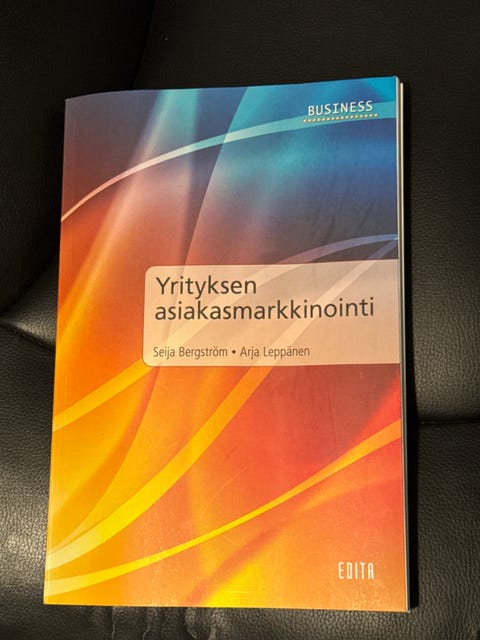 BUSINESS
Yrityksen
asiakasmarkkinointi
Seija Bergström • Arja Leppänen
EDITA